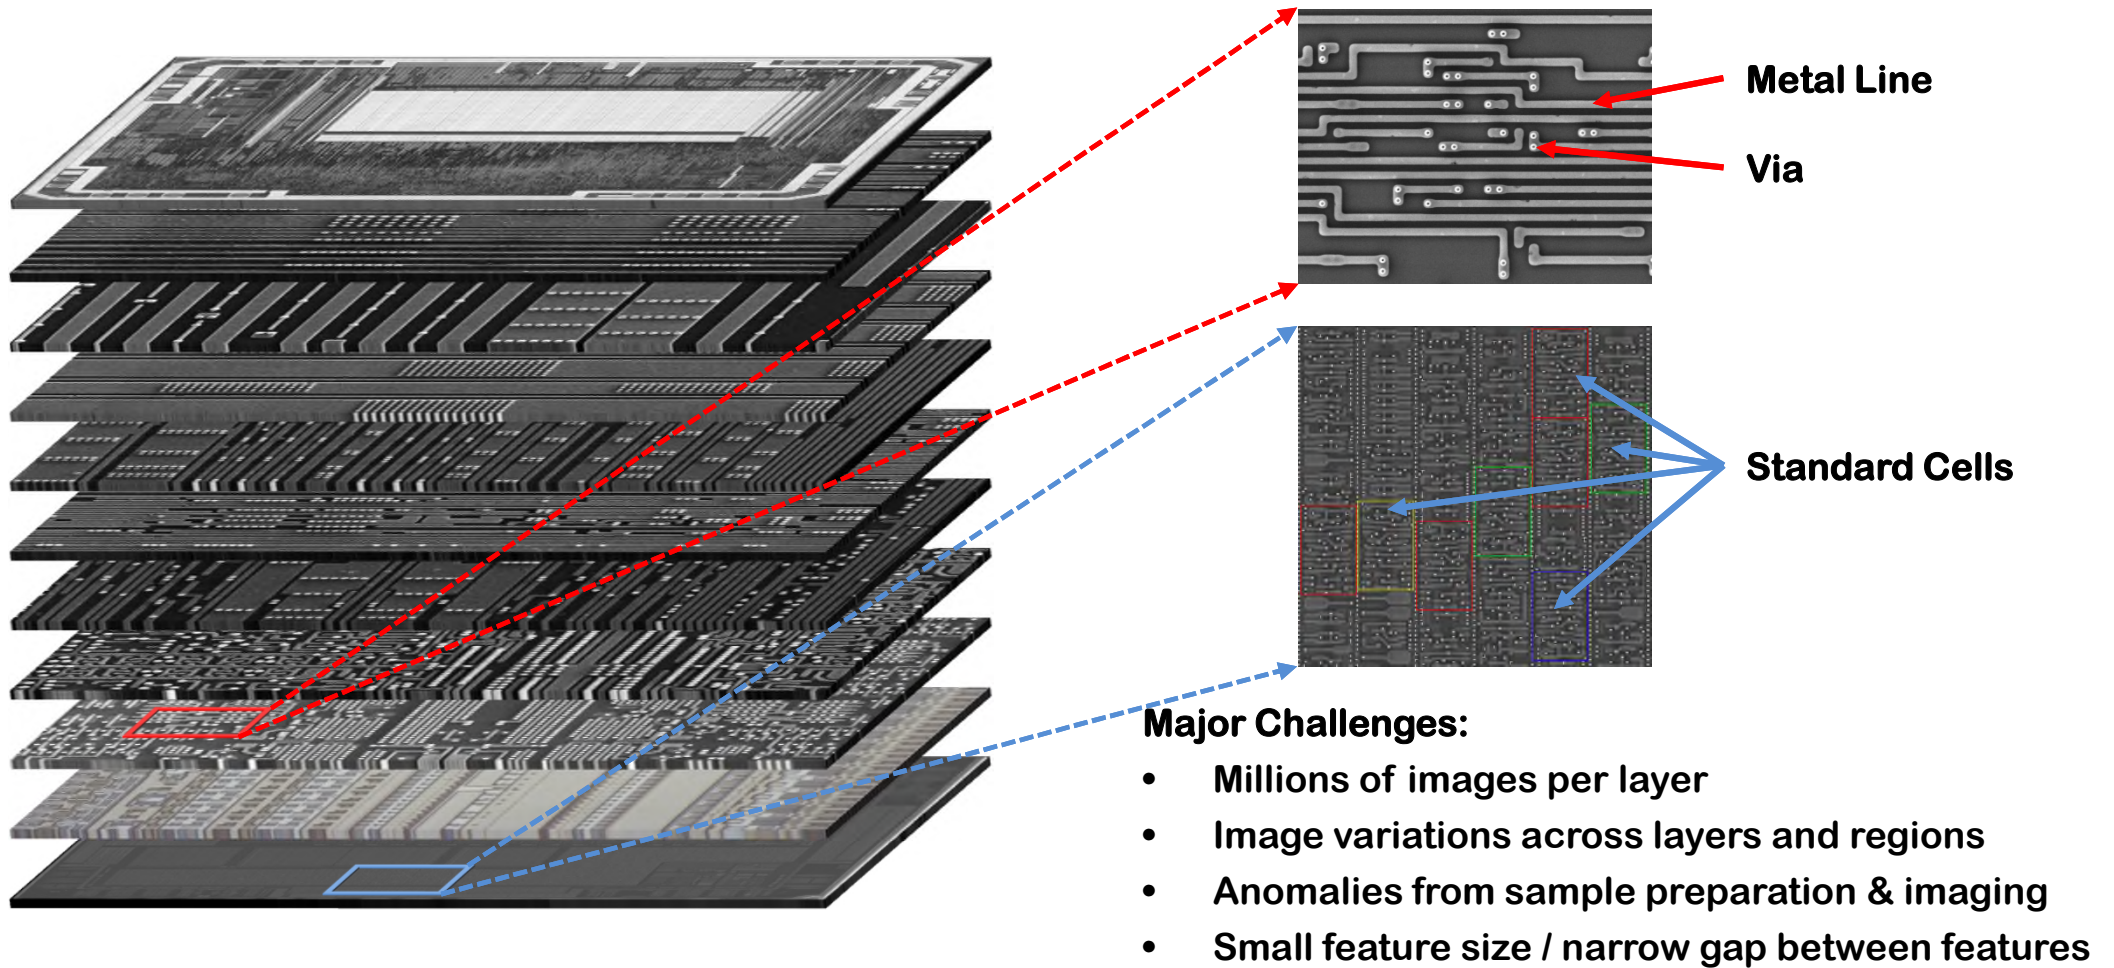 Metal Line
Via
Standard Cells
Major Challenges:
• Millions of images per layer
• Image variations across layers and regions
• Anomalies from sample preparation & imaging
• Small feature size / narrow gap between features